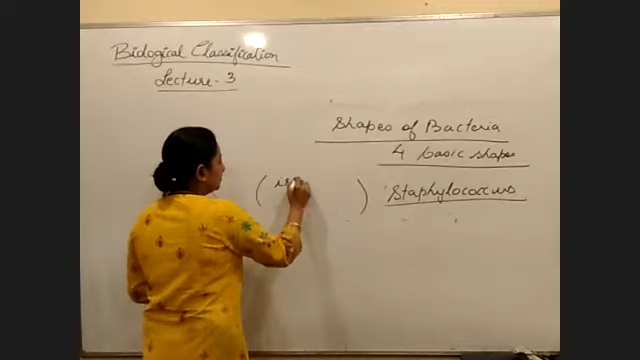 Biological Classification
Lecture - 3
Shapes of Bacteria
4 basic shapes
( ) Staphylococcus